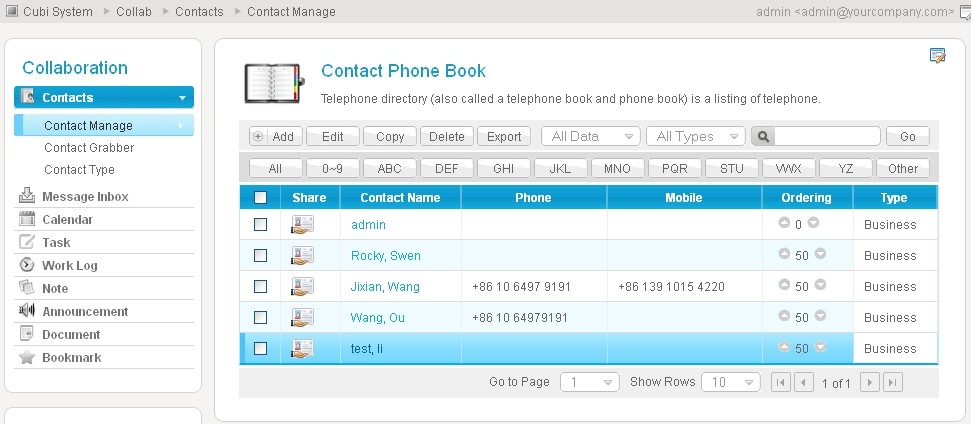 Cubi System Collab Contacts Contact Manage admin <admin@yourcompany.com>
Collaboration
Contacts
Contact Manage
Contact Grabber
Contact Type
Message Inbox
Calendar
Task
Work Log
Note
Announcement
Document
Bookmark
Contact Phone Book
Telephone directory (also called a telephone book and phone book) is a listing of telephone.
Add Edit Copy Delete Export All Data All Types Go
All 0~9 ABC DEF GHI JKL MNO PQR STU VWX YZ Other
Share Contact Name Phone Mobile Ordering Type
admin 0 Business
Rocky, Swen 50 Business
Jixian, Wang +86 10 6497 9191 +86 139 1015 4220 50 Business
Wang, Ou +86 10 64979191 50 Business
test, li 50 Business
Go to Page 1 Show Rows 10 1 of 1